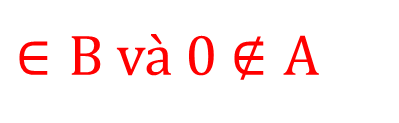 ∈ B và 0 ∉ A